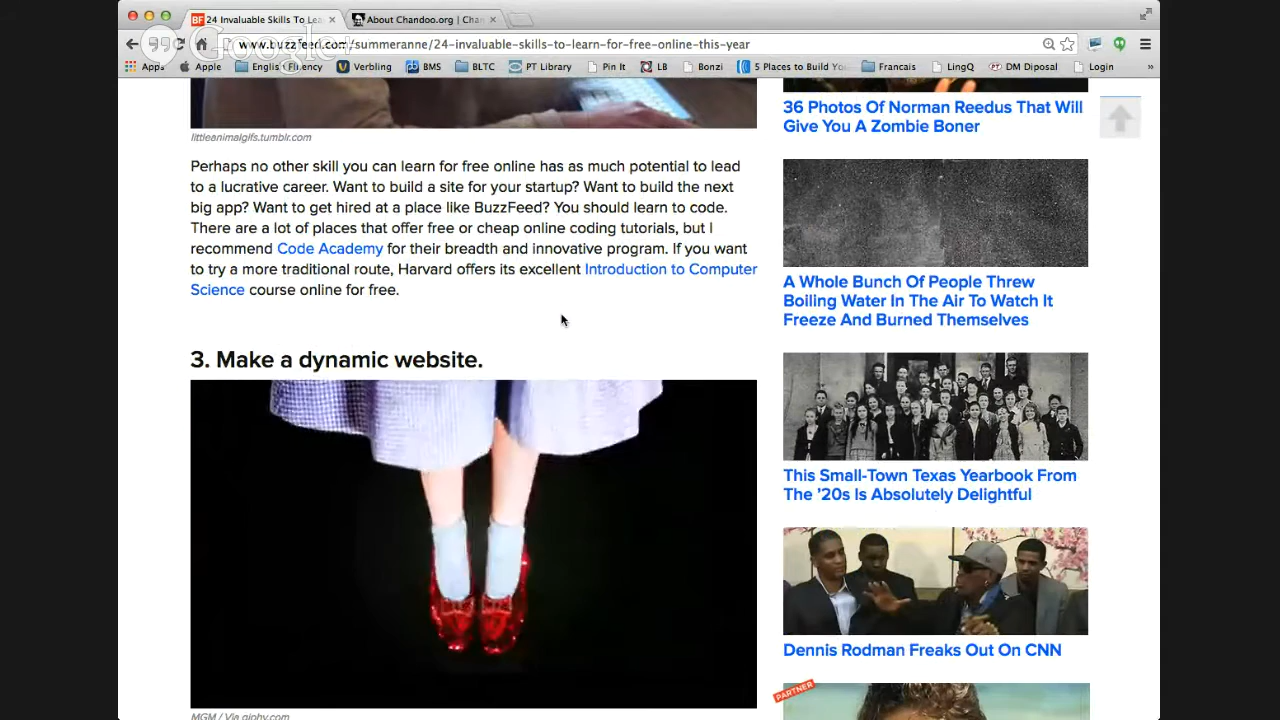 24 Invaluable Skills To Lea
About Chandoo.org | Chan
Google+
www.buzzfeed.com/summeranne/24-invaluable-skills-to-learn-for-free-online-this-year
Apps
Apple
English Fluency
Verbling
BMS
BLTC
PT Library
Pin It
LB
Bonzi
5 Places to Build Yo
Francais
LingQ
DM Diposal
Login
»
littleanimalgifs.tumblr.com
Perhaps no other skill you can learn for free online has as much potential to lead
to a lucrative career. Want to build a site for your startup? Want to build the next
big app? Want to get hired at a place like BuzzFeed? You should learn to code.
There are a lot of places that offer free or cheap online coding tutorials, but I
recommend Code Academy for their breadth and innovative program. If you want
to try a more traditional route, Harvard offers its excellent Introduction to Computer
Science course online for free.
3. Make a dynamic website.
MGM / Via giphy.com
36 Photos Of Norman Reedus That Will
Give You A Zombie Boner
A Whole Bunch Of People Threw
Boiling Water In The Air To Watch It
Freeze And Burned Themselves
This Small-Town Texas Yearbook From
The '20s Is Absolutely Delightful
Dennis Rodman Freaks Out On CNN
PARTNER